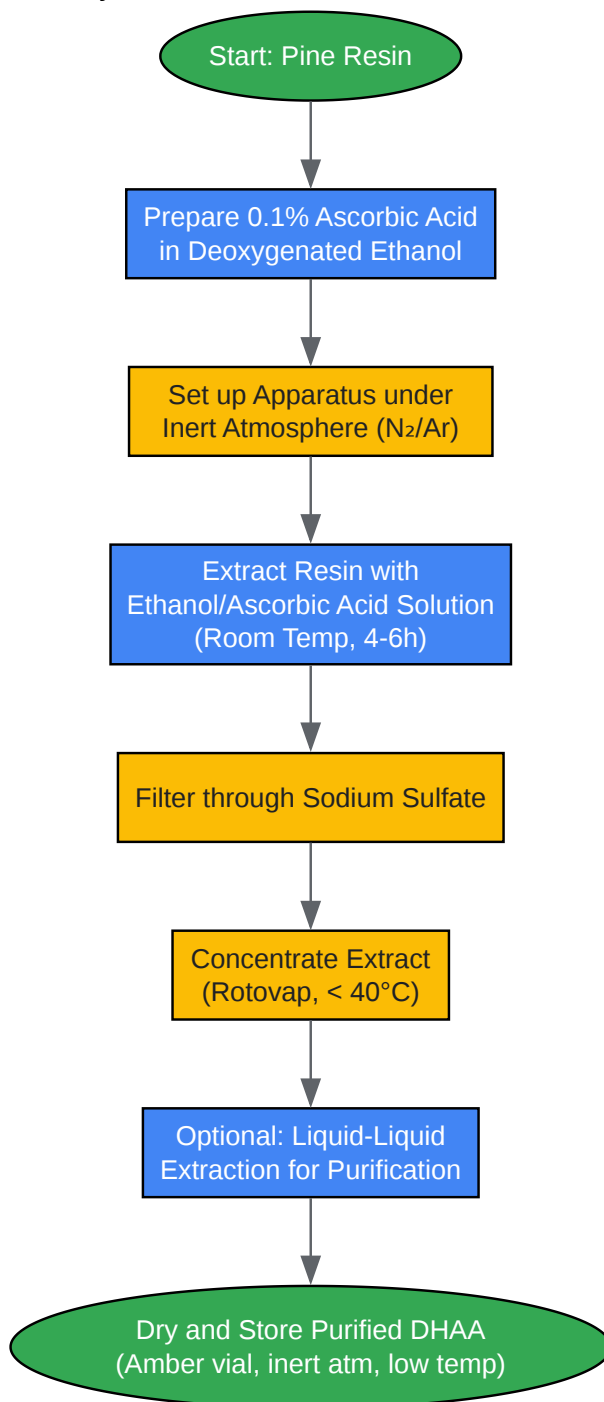 Start: Pine Resin
Prepare 0.1% Ascorbic Acid
in Deoxygenated Ethanol
Set up Apparatus under
Inert Atmosphere (N₂/Ar)
Extract Resin with
Ethanol/Ascorbic Acid Solution
(Room Temp, 4-6h)
Filter through Sodium Sulfate
Concentrate Extract
(Rotovap, < 40°C)
Optional: Liquid-Liquid
Extraction for Purification
Dry and Store Purified DHAA
(Amber vial, inert atm, low temp)